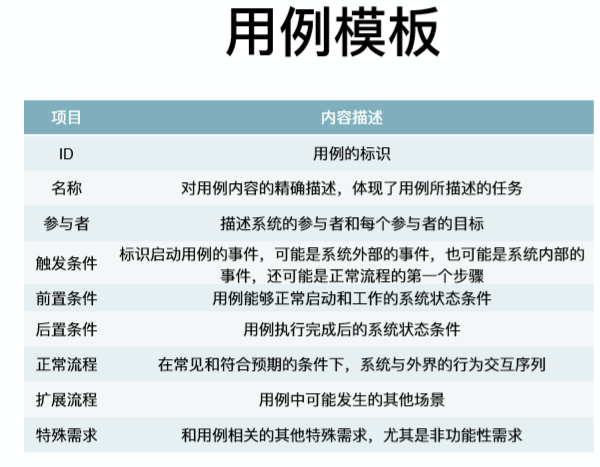 用例模板
项目 内容描述
ID 用例的标识
名称 对用例内容的精确描述，体现了用例所描述的任务
参与者 描述系统的参与者和每个参与者的目标
触发条件 标识启动用例的事件，可能是系统外部的事件，也可能是系统内部的
事件，还可能是正常流程的第一个步骤
前置条件 用例能够正常启动和工作的系统状态条件
后置条件 用例执行完成后的系统状态条件
正常流程 在常见和符合预期的条件下，系统与外界的行为交互序列
扩展流程 用例中可能发生的其他场景
特殊需求 和用例相关的其他特殊需求，尤其是非功能性需求